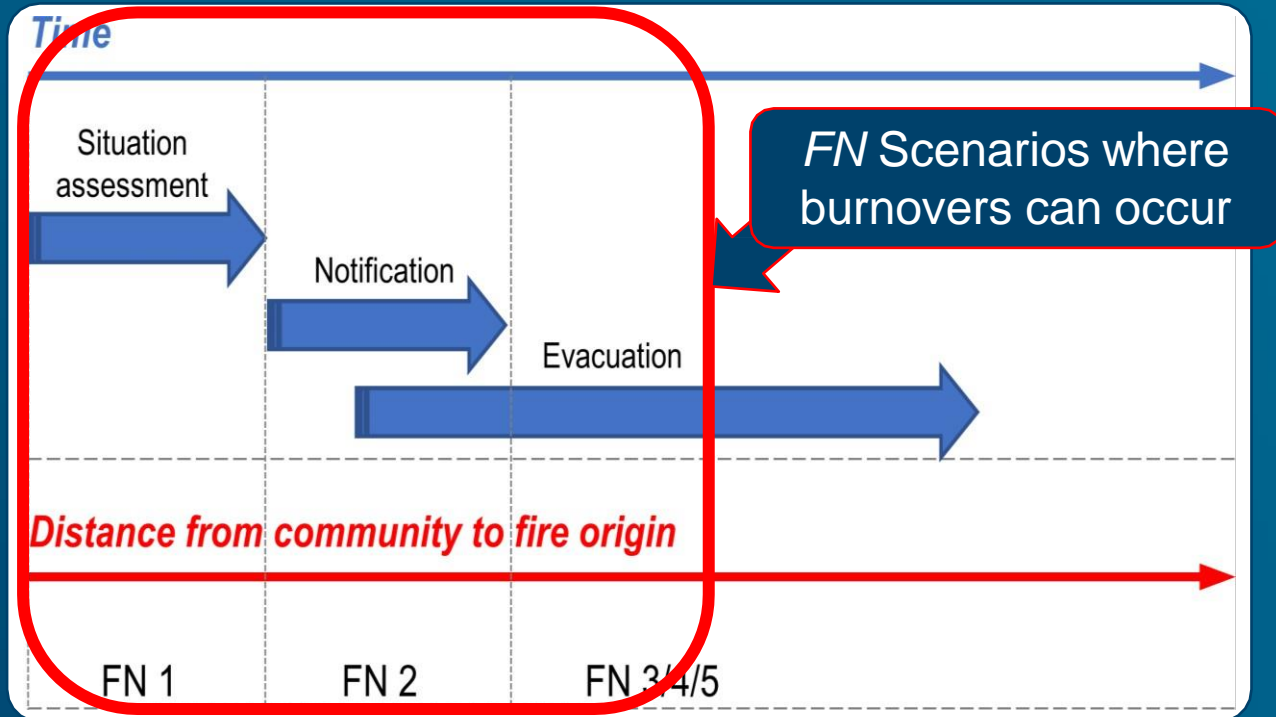 Time
FN Scenarios where
burnovers can occur
Situation
assessment
Notification
Evacuation
Distance from community to fire origin
FN 1
FN 2
FN 3/4/5